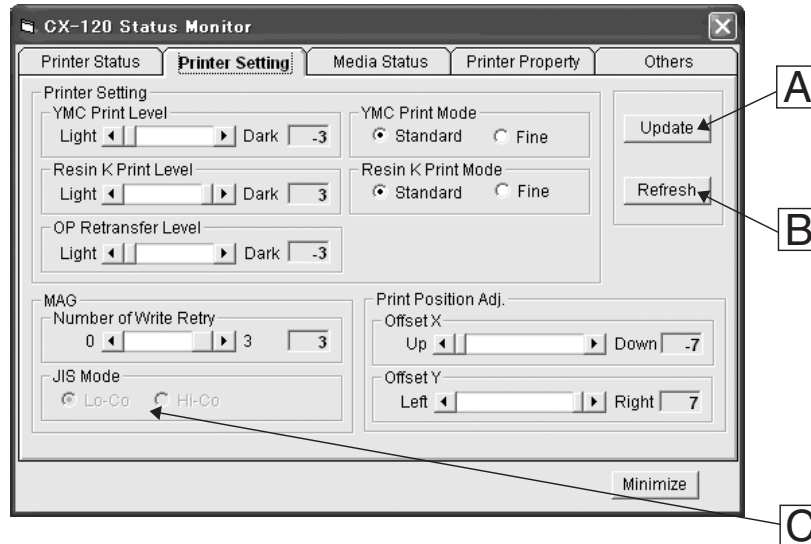 CX-120 Status Monitor
Printer Status Printer Setting Media Status Printer Property Others
Printer Setting
YMC Print Level
Light Dark -3
YMC Print Mode
Standard Fine
Resin K Print Level
Light Dark 3
Resin K Print Mode
Standard Fine
OP Retransfer Level
Light Dark -3
Update
Refresh
A
B
MAG
Number of Write Retry
0 3 3
JIS Mode
Lo-Co Hi-Co
Print Position Adj.
Offset X
Up Down -7
Offset Y
Left Right 7
Minimize
C